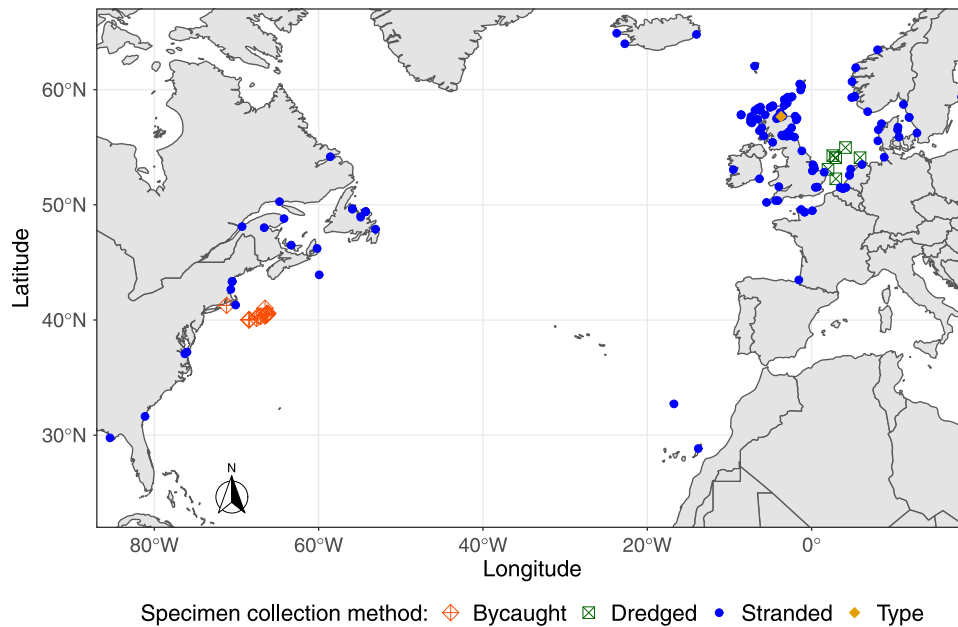 60°N
50°N
40°N
30°N
Latitude
N
80°W 60°W 40°W 20°W 0°
Longitude
Specimen collection method: Bycaught Dredged Stranded Type